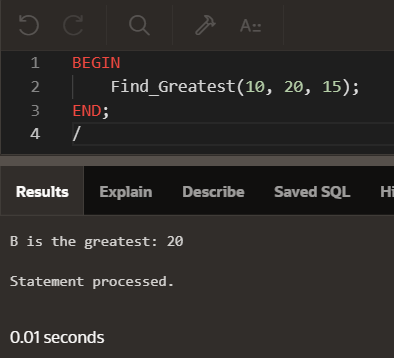 A::
1 BEGIN
2 Find_Greatest(10, 20, 15);
3 END;
4 /
Results Explain Describe Saved SQL
B is the greatest: 20
Statement processed.
0.01 seconds